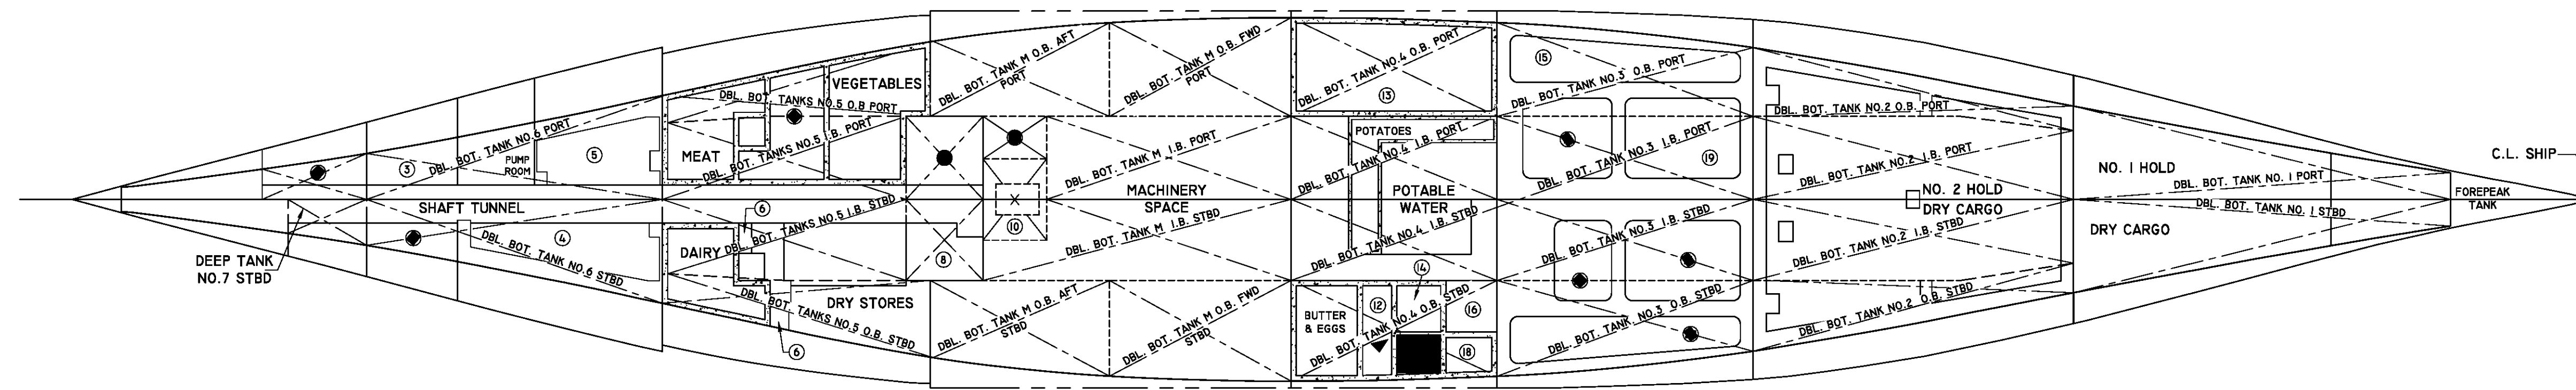 DBL. BOT. TANK NO.6 PORT
③
PUMP
ROOM
⑤
SHAFT TUNNEL
④
DBL. BOT. TANK NO.6 STBD
DEEP TANK
NO.7 STBD
VEGETABLES
DBL. BOT. TANKS NO.5 O.B PORT
MEAT
DBL. BOT. TANKS NO.5 I.B. PORT
⑥
DAIRY
DBL. BOT. TANKS NO.5 I.B. STBD
DRY STORES
DBL. BOT. TANKS NO.5 O.B. STBD
⑥
⑧
⑩
DBL. BOT. TANK M O.B. AFT
PORT
DBL. BOT. TANK M O.B. FWD
PORT
DBL. BOT. TANK M I.B. PORT
MACHINERY
SPACE
DBL. BOT. TANK M I.B. STBD
DBL. BOT. TANK M O.B. AFT
STBD
DBL. BOT. TANK M O.B. FWD
STBD
DBL. BOT. TANK NO.4 O.B. PORT
⑬
POTATOES
DBL. BOT. TANK NO.4 I.B. PORT
POTABLE
WATER
DBL. BOT. TANK NO.4 I.B. STBD
⑭
BUTTER
& EGGS
⑫
DBL. BOT. TANK NO.4 O.B. STBD
⑯
⑱
⑮
DBL. BOT. TANK NO.3 O.B. PORT
⑲
DBL. BOT. TANK NO.3 I.B. PORT
DBL. BOT. TANK NO.3 I.B. STBD
DBL. BOT. TANK NO.3 O.B. STBD
DBL. BOT. TANK NO.2 O.B. PORT
DBL. BOT. TANK NO.2 I.B. PORT
NO. 2 HOLD
DRY CARGO
DBL. BOT. TANK NO.2 I.B. STBD
DBL. BOT. TANK NO.2 O.B. STBD
NO. 1 HOLD
DBL. BOT. TANK NO. 1 PORT
DBL. BOT. TANK NO. 1 STBD
DRY CARGO
FOREPEAK
TANK
C.L. SHIP